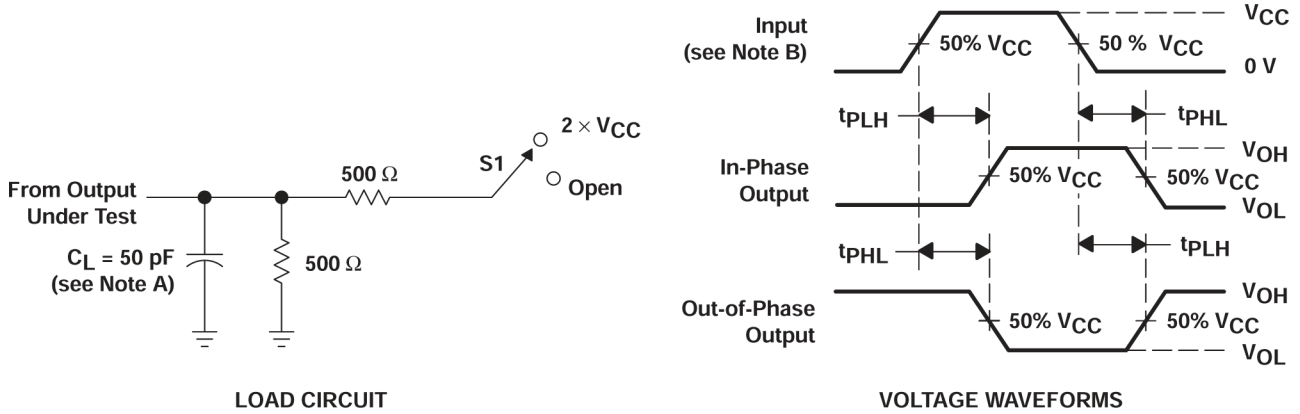 From Output
Under Test
C_L = 50 pF
(see Note A)
500 Ω
500 Ω
S1
2 × V_CC
Open
LOAD CIRCUIT
Input
(see Note B)
50% V_CC
50 % V_CC
V_CC
0 V
t_PLH
t_PHL
In-Phase
Output
50% V_CC
50% V_CC
V_OH
V_OL
t_PHL
t_PLH
Out-of-Phase
Output
50% V_CC
50% V_CC
V_OH
V_OL
VOLTAGE WAVEFORMS